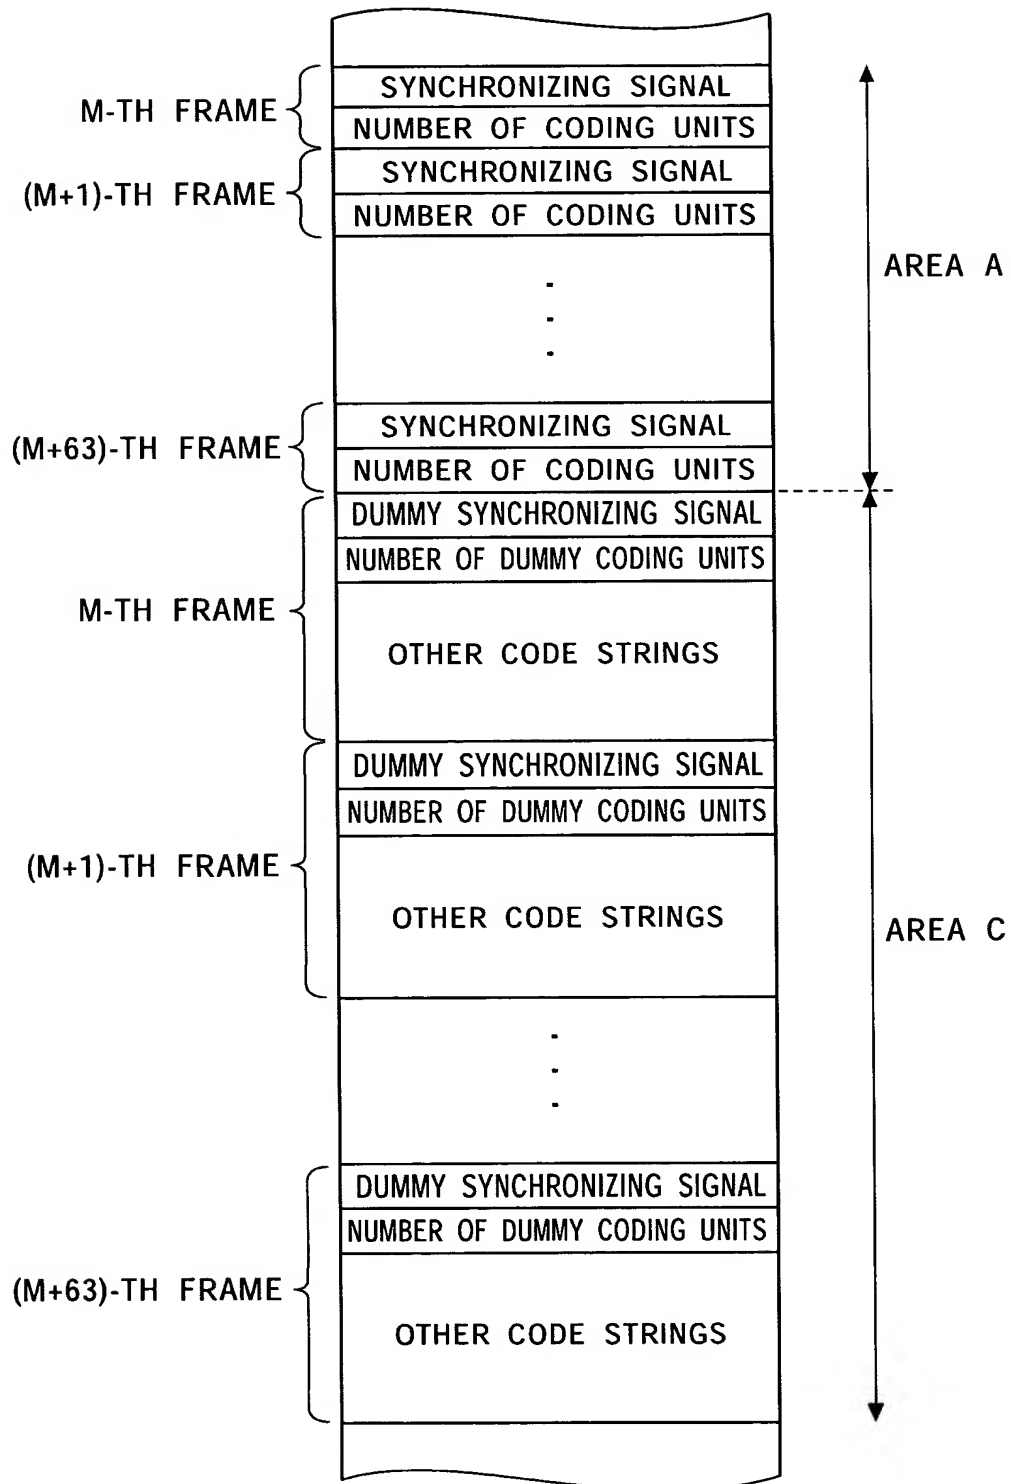 SYNCHRONIZING SIGNAL
M-TH FRAME
NUMBER OF CODING UNITS
SYNCHRONIZING SIGNAL
(M+1)-TH FRAME
NUMBER OF CODING UNITS
AREA A
SYNCHRONIZING SIGNAL
(M+63)-TH FRAME
NUMBER OF CODING UNITS
DUMMY SYNCHRONIZING SIGNAL
NUMBER OF DUMMY CODING UNITS
M-TH FRAME
OTHER CODE STRINGS
DUMMY SYNCHRONIZING SIGNAL
NUMBER OF DUMMY CODING UNITS
(M+1)-TH FRAME
OTHER CODE STRINGS
AREA C
DUMMY SYNCHRONIZING SIGNAL
NUMBER OF DUMMY CODING UNITS
(M+63)-TH FRAME
OTHER CODE STRINGS